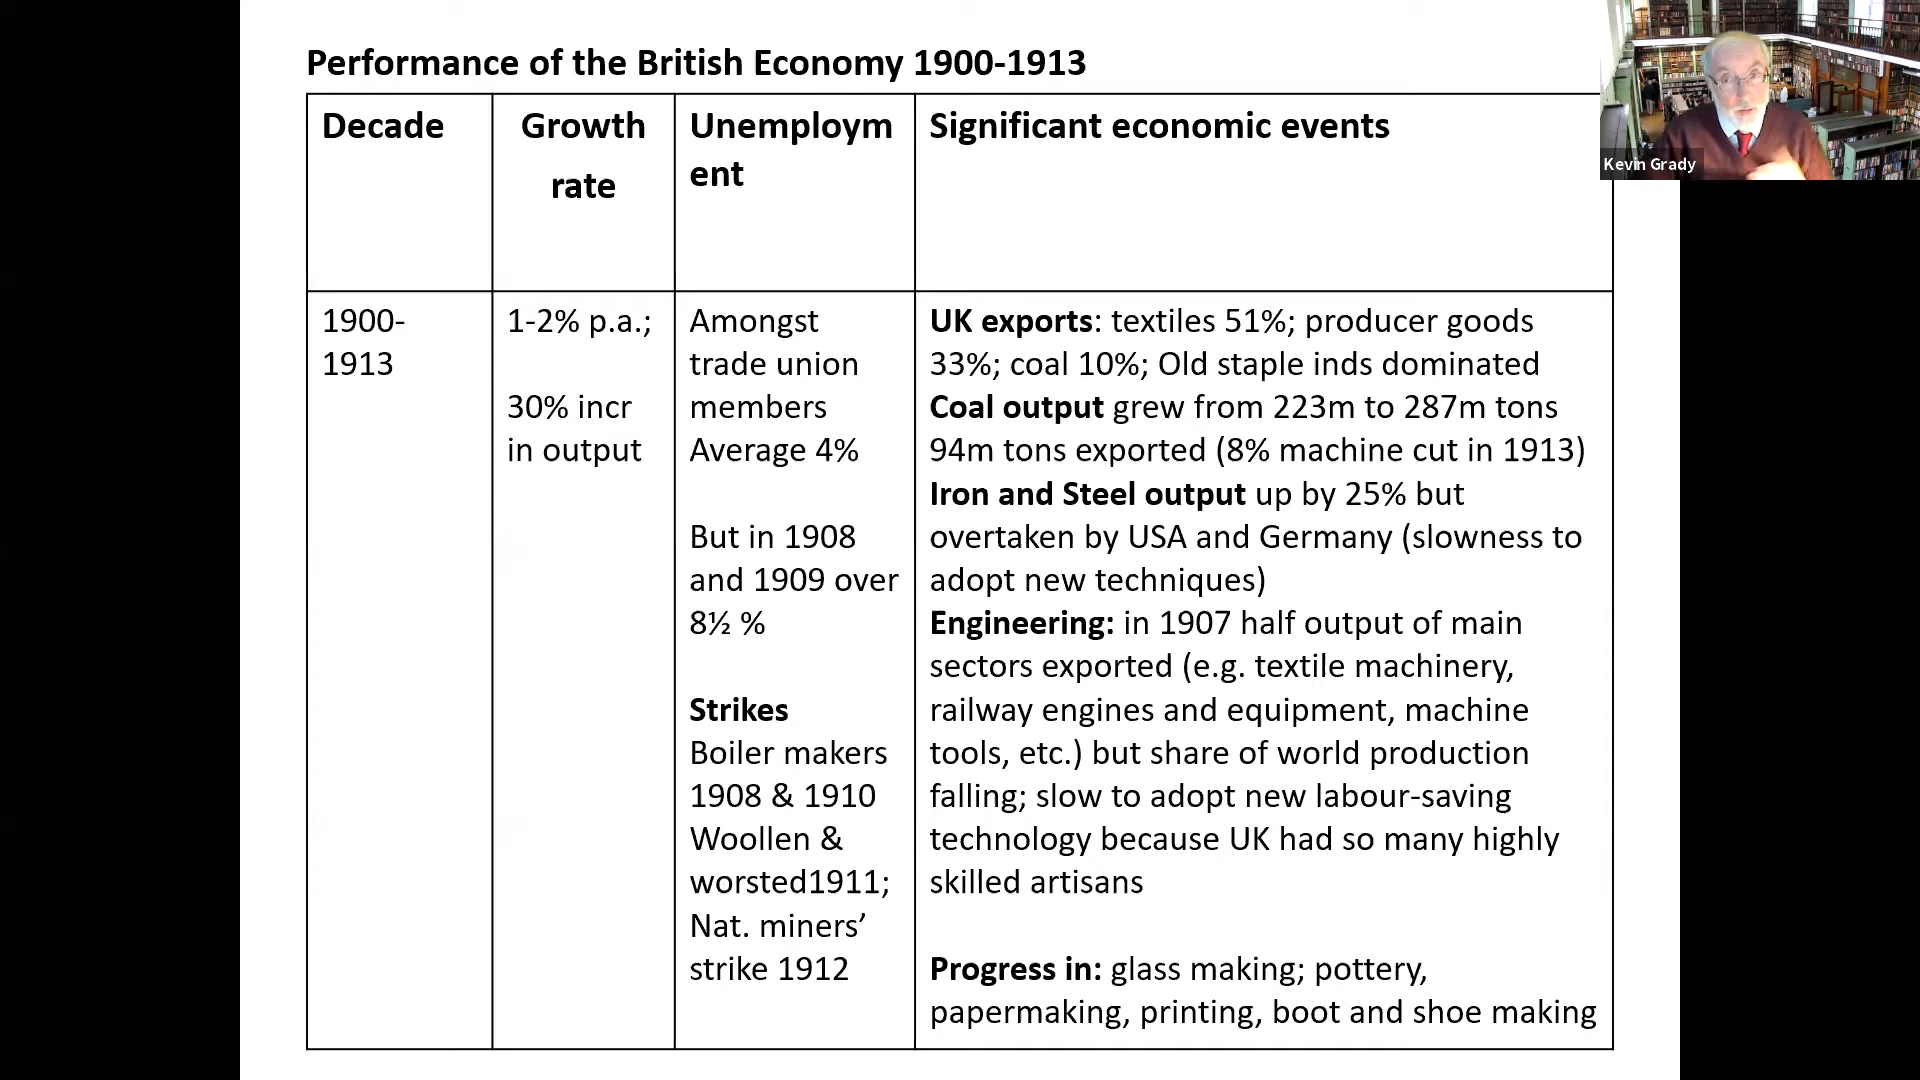 Performance of the British Economy 1900-1913
Decade
Growth
rate
Unemploym
ent
Significant economic events
1900-
1913
1-2% p.a.;
30% incr
in output
Amongst
trade union
members
Average 4%
But in 1908
and 1909 over
8½ %
Strikes
Boiler makers
1908 & 1910
Woollen &
worsted1911;
Nat. miners’
strike 1912
UK exports: textiles 51%; producer goods
33%; coal 10%; Old staple inds dominated
Coal output grew from 223m to 287m tons
94m tons exported (8% machine cut in 1913)
Iron and Steel output up by 25% but
overtaken by USA and Germany (slowness to
adopt new techniques)
Engineering: in 1907 half output of main
sectors exported (e.g. textile machinery,
railway engines and equipment, machine
tools, etc.) but share of world production
falling; slow to adopt new labour-saving
technology because UK had so many highly
skilled artisans
Progress in: glass making; pottery,
papermaking, printing, boot and shoe making
Kevin Grady